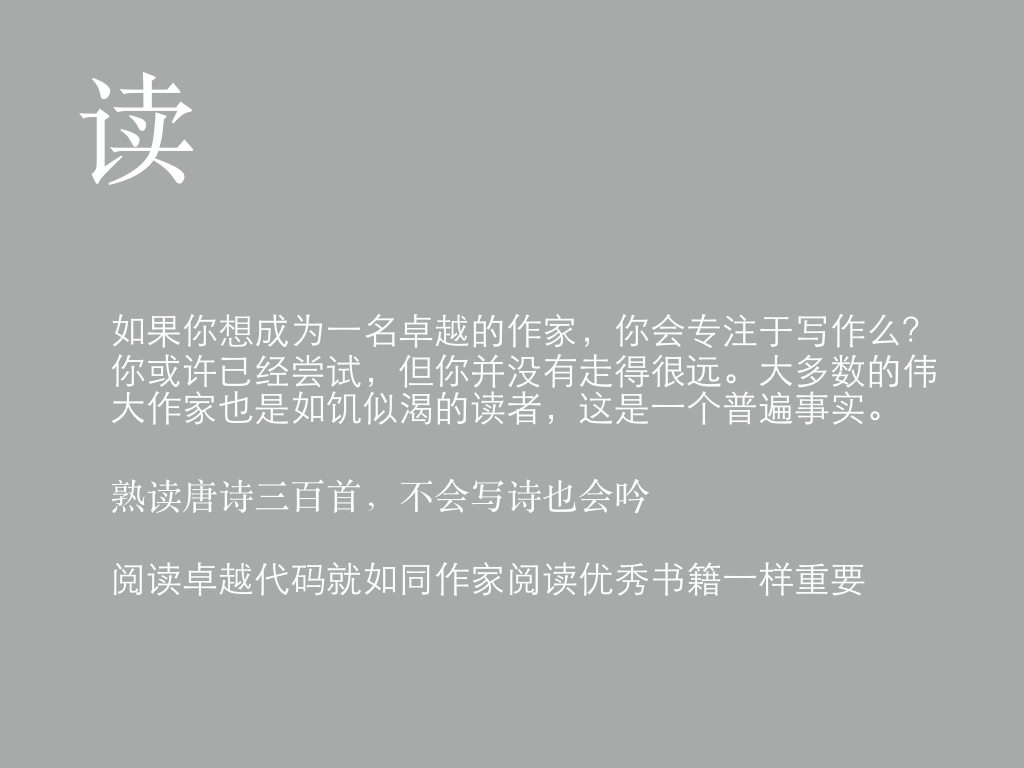 读
如果你想成为一名卓越的作家，你会专注于写作么？
你或许已经尝试，但你并没有走得很远。大多数的伟
大作家也是如饥似渴的读者，这是一个普遍事实。
熟读唐诗三百首，不会写诗也会吟
阅读卓越代码就如同作家阅读优秀书籍一样重要